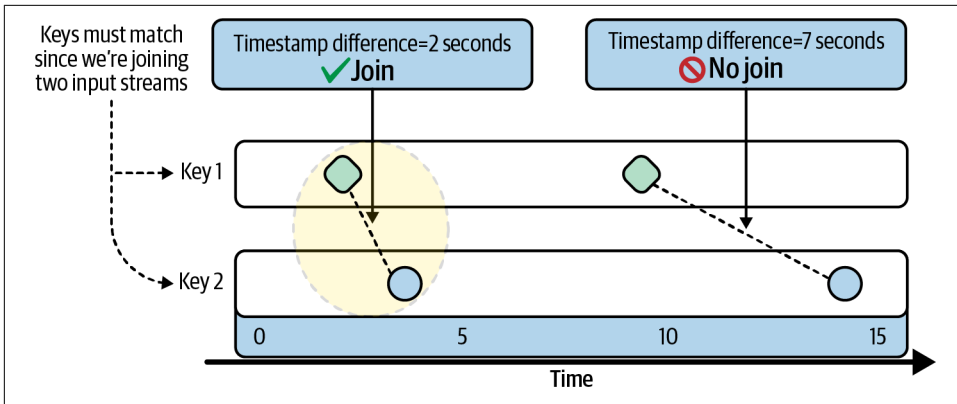 Keys must match
since we're joining
two input streams
Timestamp difference=2 seconds
Join
Timestamp difference=7 seconds
No join
Key 1
Key 2
0 5 10 15
Time